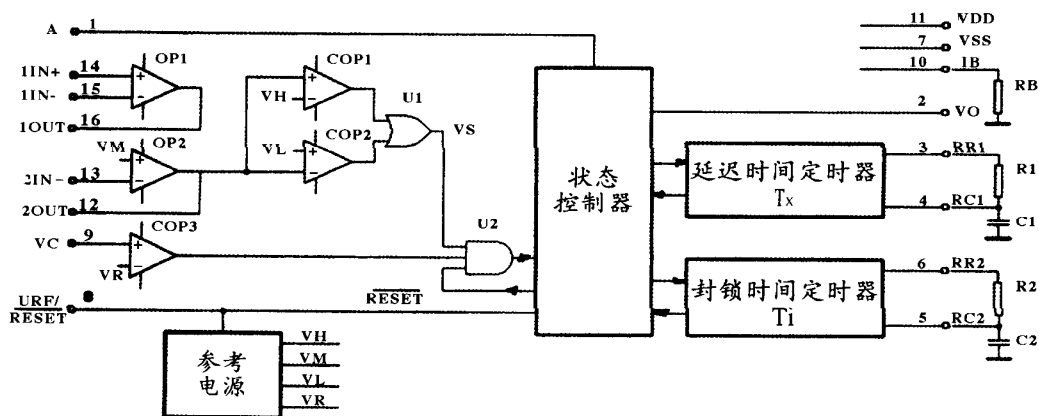 A 1
1IN+ 14
1IN- 15
1OUT 16
OP1
VM
OP2
2IN- 13
2OUT 12
VC 9
VR
COP3
URF/
RESET
8
COP1
VH
COP2
VL
U1
VS
U2
RESET
参考
电源
VH
VM
VL
VR
状态
控制器
延迟时间定时器
Tx
封锁时间定时器
Ti
11 VDD
7 VSS
10 IB
RB
2 VO
3 RR1
R1
4 RC1
C1
6 RR2
R2
5 RC2
C2